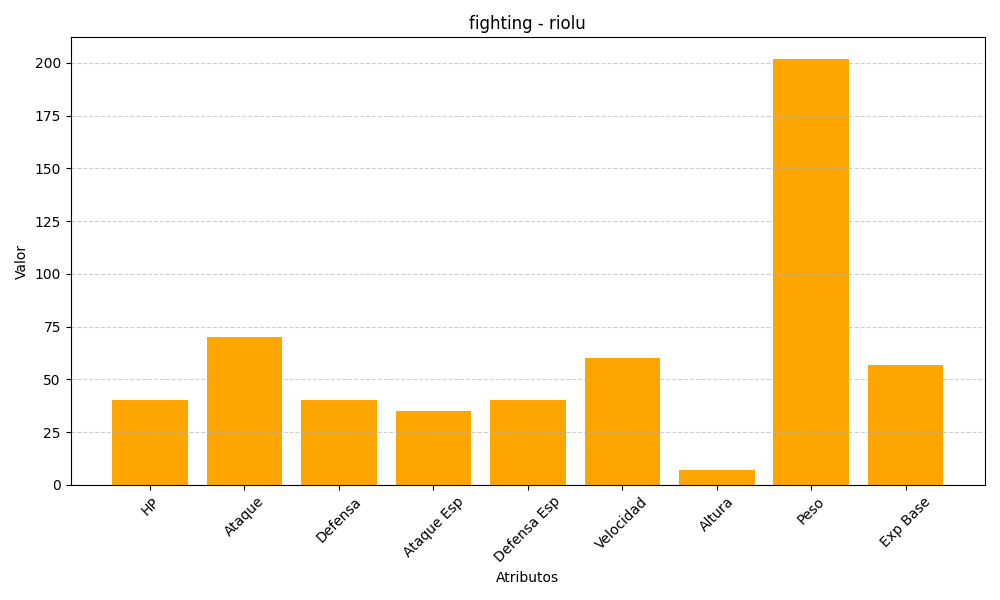 fighting - riolu
Valor
200
175
150
125
100
75
50
25
0
HP
Ataque
Defensa
Ataque Esp
Defensa Esp
Velocidad
Altura
Peso
Exp Base
Atributos